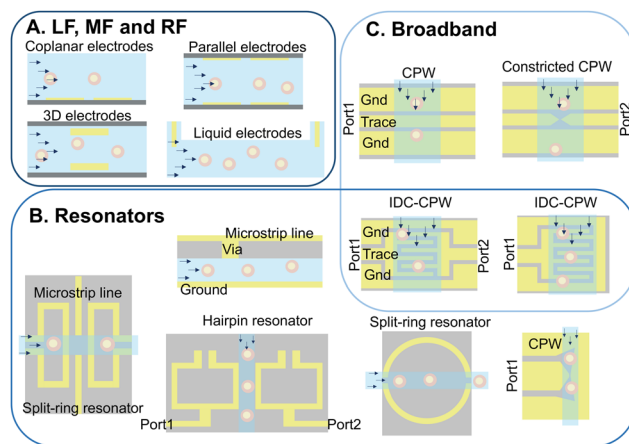 A. LF, MF and RF
Coplanar electrodes
Parallel electrodes
3D electrodes
Liquid electrodes
C. Broadband
CPW
Constricted CPW
Port1
Gnd
Trace
Gnd
Port2
IDC-CPW
IDC-CPW
Port1
Gnd
Trace
Gnd
Port2
Port1
B. Resonators
Microstrip line
Via
Ground
Microstrip line
Split-ring resonator
Hairpin resonator
Port1
Port2
Split-ring resonator
CPW
Port1